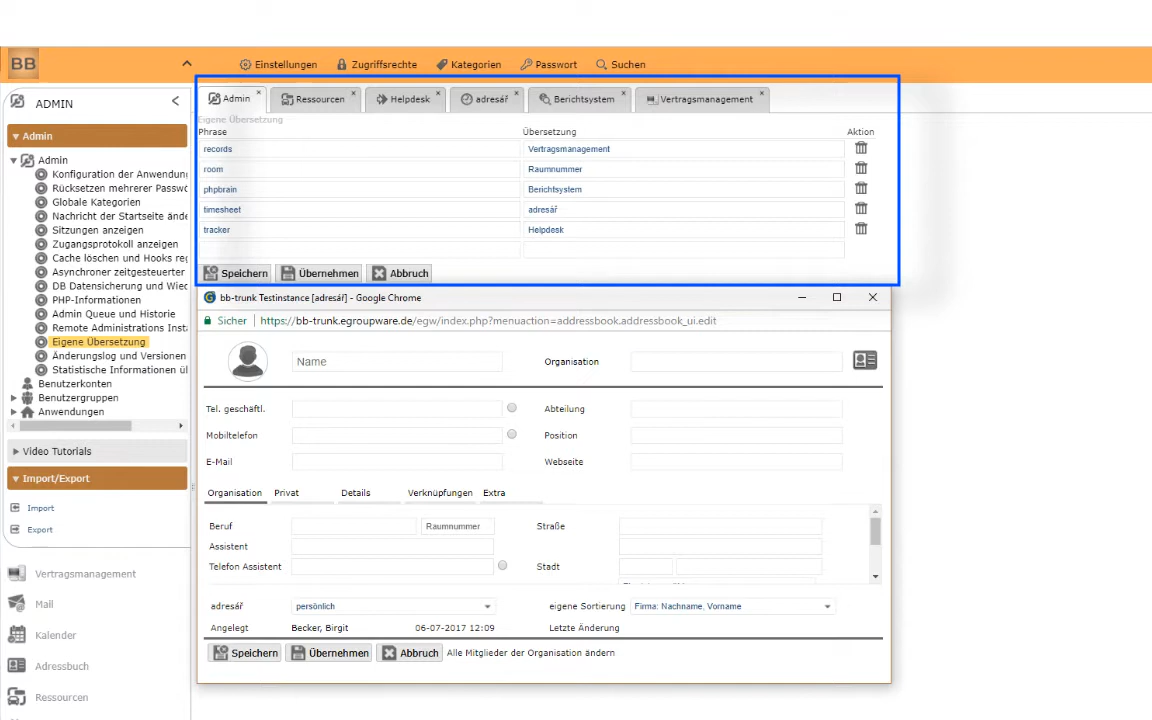 BB
Einstellungen Zugriffsrechte Kategorien Passwort Suchen
ADMIN
Admin
Admin
Konfiguration der Anwendun
Rücksetzen mehrerer Passwo
Globale Kategorien
Nachricht der Startseite ände
Sitzungen anzeigen
Zugangsprotokoll anzeigen
Cache löschen und Hooks reg
Asynchroner zeitgesteuerter
DB Datensicherung und Wied
PHP-Informationen
Admin Queue und Historie
Remote Administrations Inst
Eigene Übersetzung
Änderungslog und Versionen
Statistische Informationen ül
Benutzerkonten
Benutzergruppen
Anwendungen
Video Tutorials
Import/Export
Import
Export
Vertragsmanagement
Mail
Kalender
Adressbuch
Ressourcen
Admin Ressourcen Helpdesk adresář Berichtsystem Vertragsmanagement
Eigene Übersetzung
Phrase Übersetzung Aktion
records Vertragsmanagement
room Raumnummer
phpbrain Berichtsystem
timesheet adresář
tracker Helpdesk
Speichern Übernehmen Abbruch
bb-trunk Testinstance [adresář] - Google Chrome
Sicher https://bb-trunk.egroupware.de/egw/index.php?menuaction=addressbook.addressbook_ui.edit
Name Organisation
Tel. geschäftl. Abteilung
Mobiltelefon Position
E-Mail Webseite
Organisation Privat Details Verknüpfungen Extra
Beruf Raumnummer Straße
Assistent
Telefon Assistent Stadt
adresář persönlich eigene Sortierung Firma: Nachname, Vorname
Angelegt Becker, Birgit 06-07-2017 12:09 Letzte Änderung
Speichern Übernehmen Abbruch Alle Mitglieder der Organisation ändern